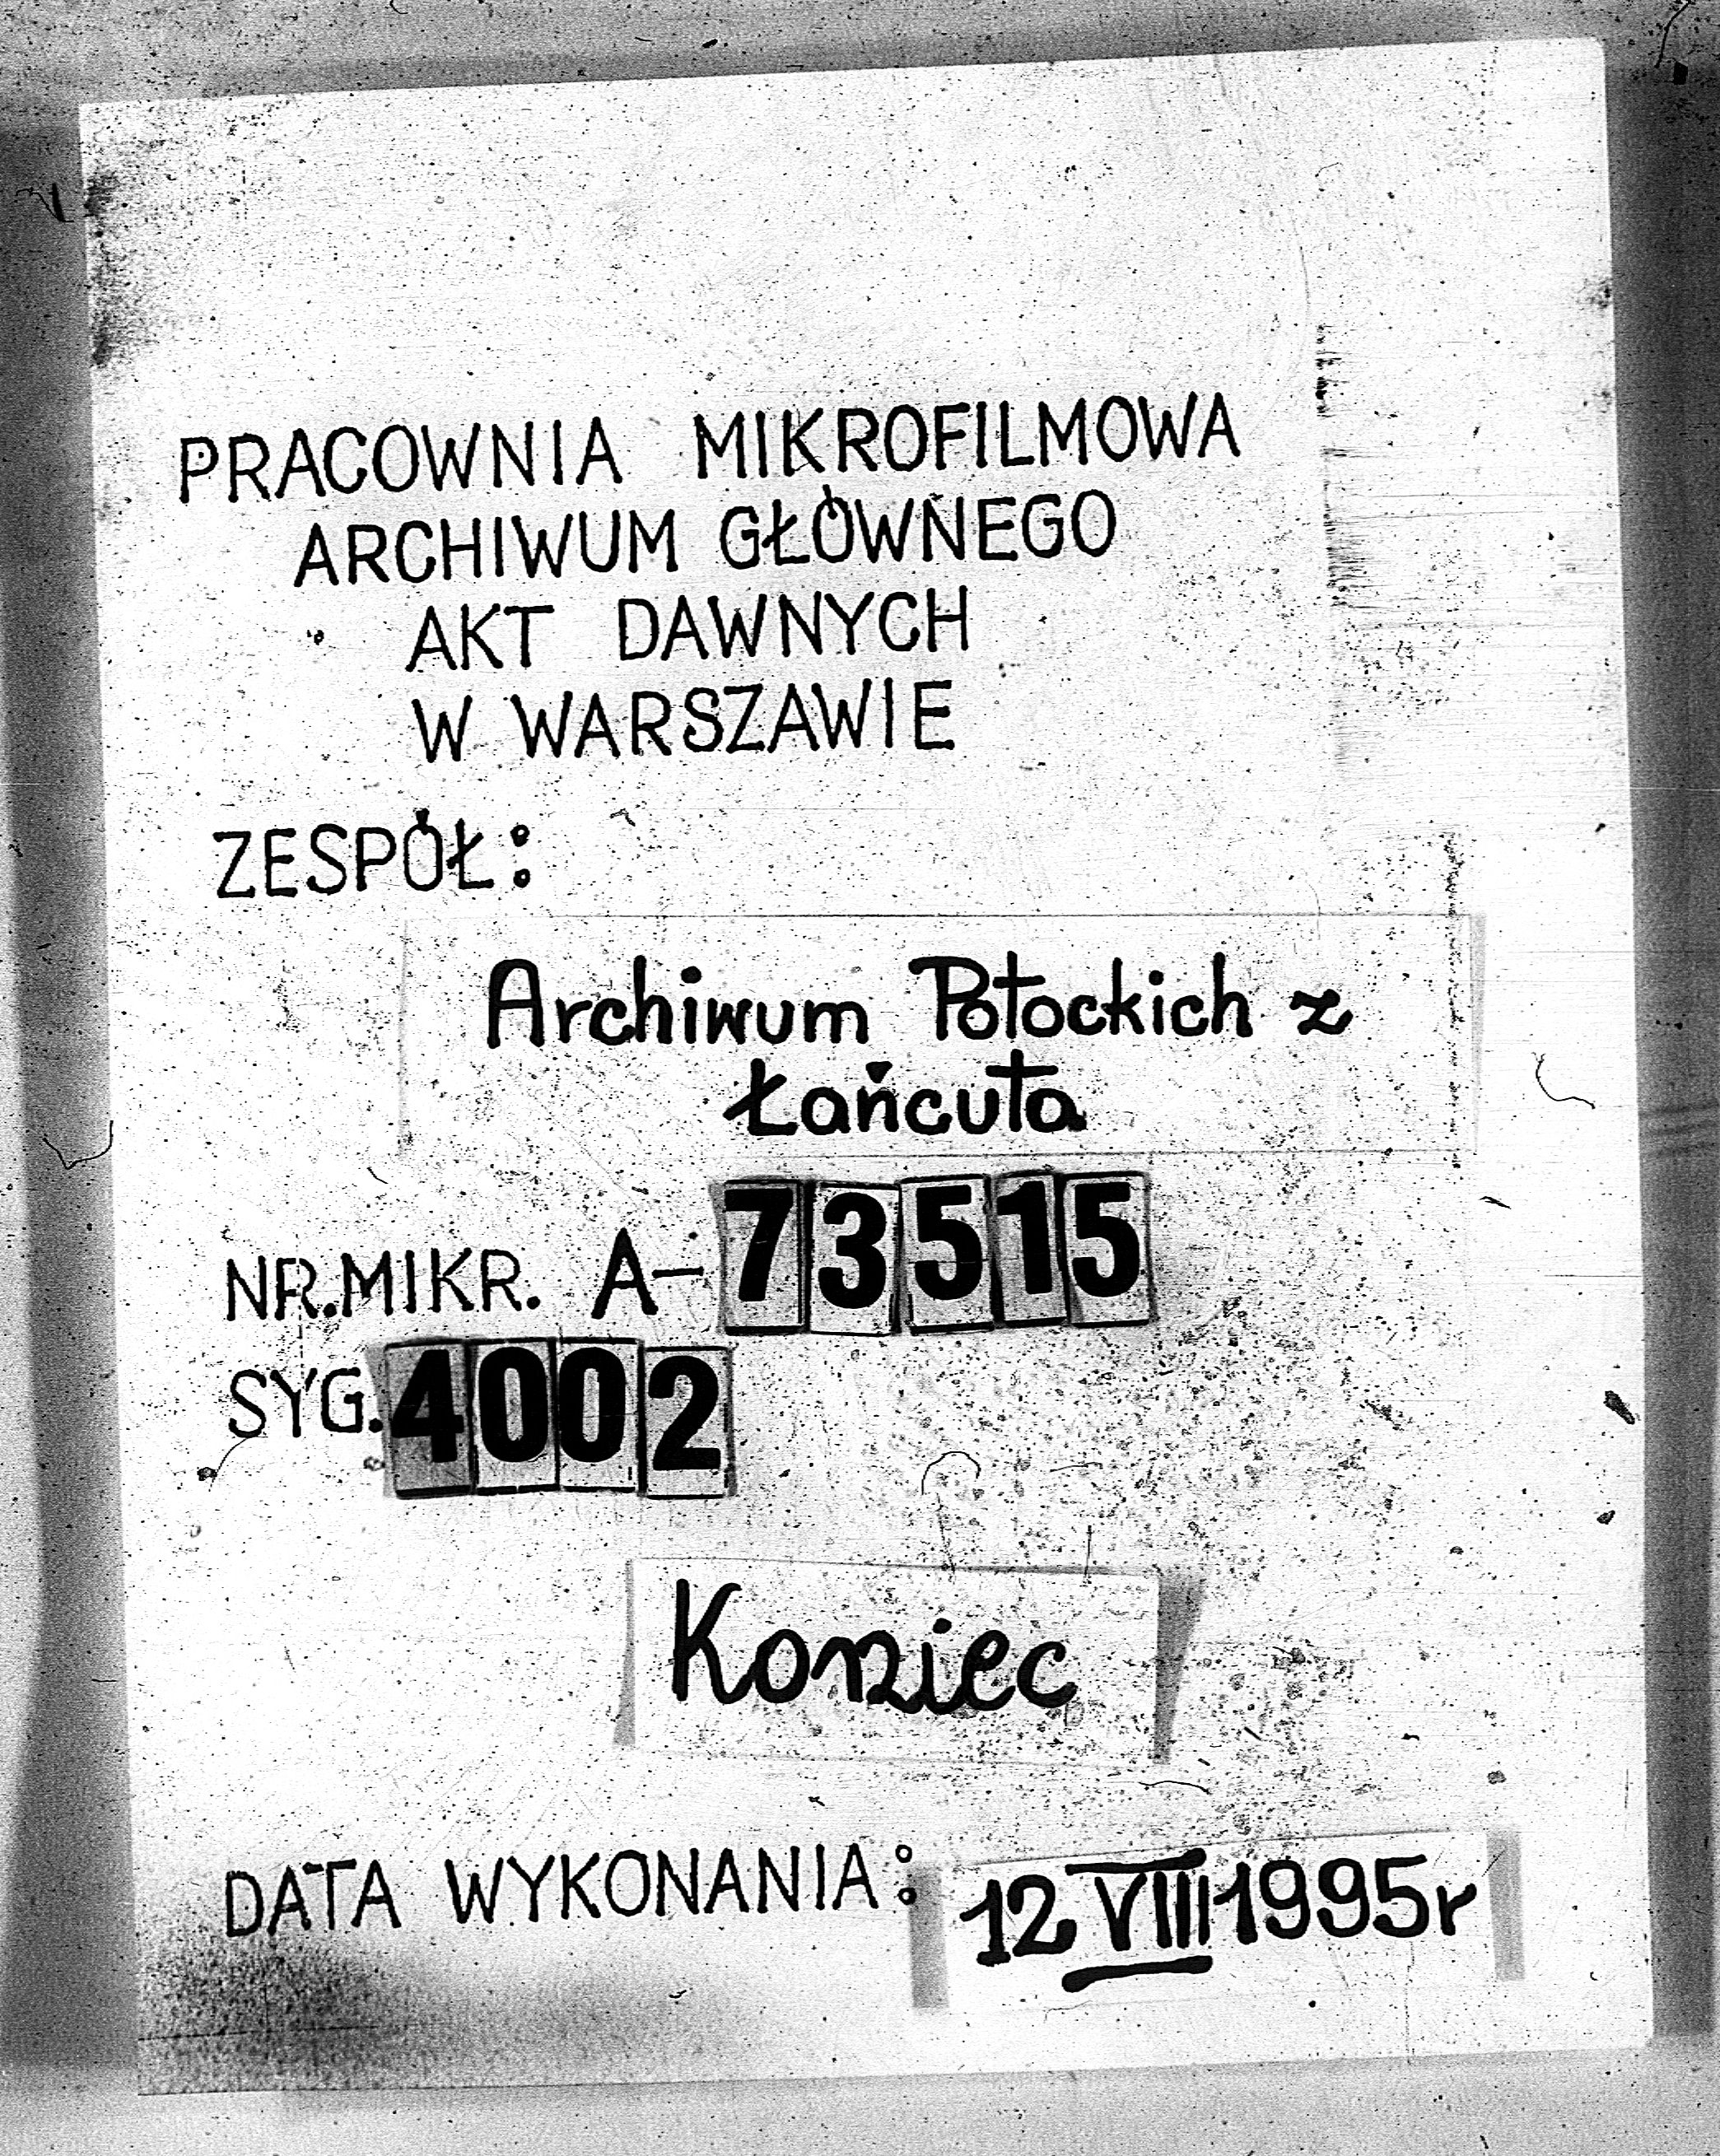 PRACOWNIA MIKROFILMOWA
ARCHIWUM GŁÓWNEGO
AKT DAWNYCH
W WARSZAWIE
ZESPÓŁ:
Archiwum Potockich z
Łańcuta
NR.MIKR. A-73515
SYG.4002
Koniec
DATA WYKONANIA: 12 VIII 1995r